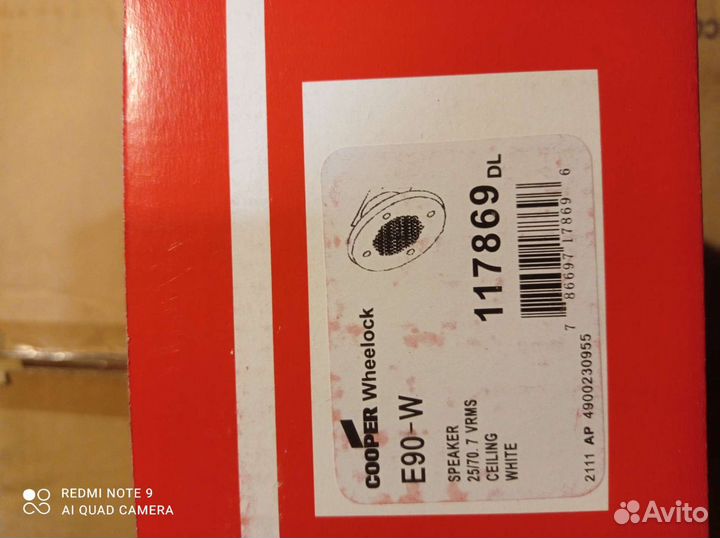 COOPER Wheelock
E90-W
SPEAKER
25/70.7 VRMS
CEILING
WHITE
117869 DL
7 86697 17869 6
2111 AP 4900230955
REDMI NOTE 9
AI QUAD CAMERA
Avito